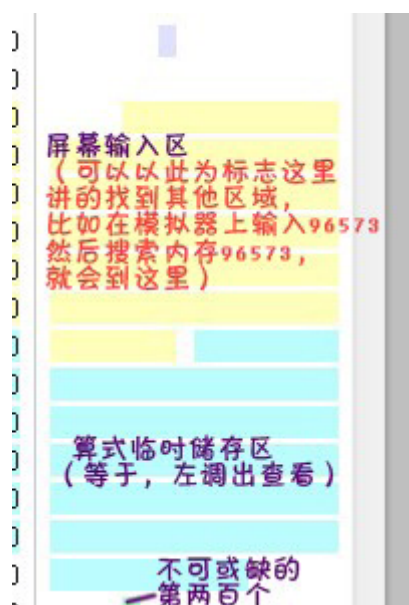 屏幕输入区
（可以以此为标志这里
讲的找到其他区域，
比如在模拟器上输入96573
然后搜索内存96573，
就会到这里）
算式临时储存区
（等于，左调出查看）
不可或缺的
第两百个